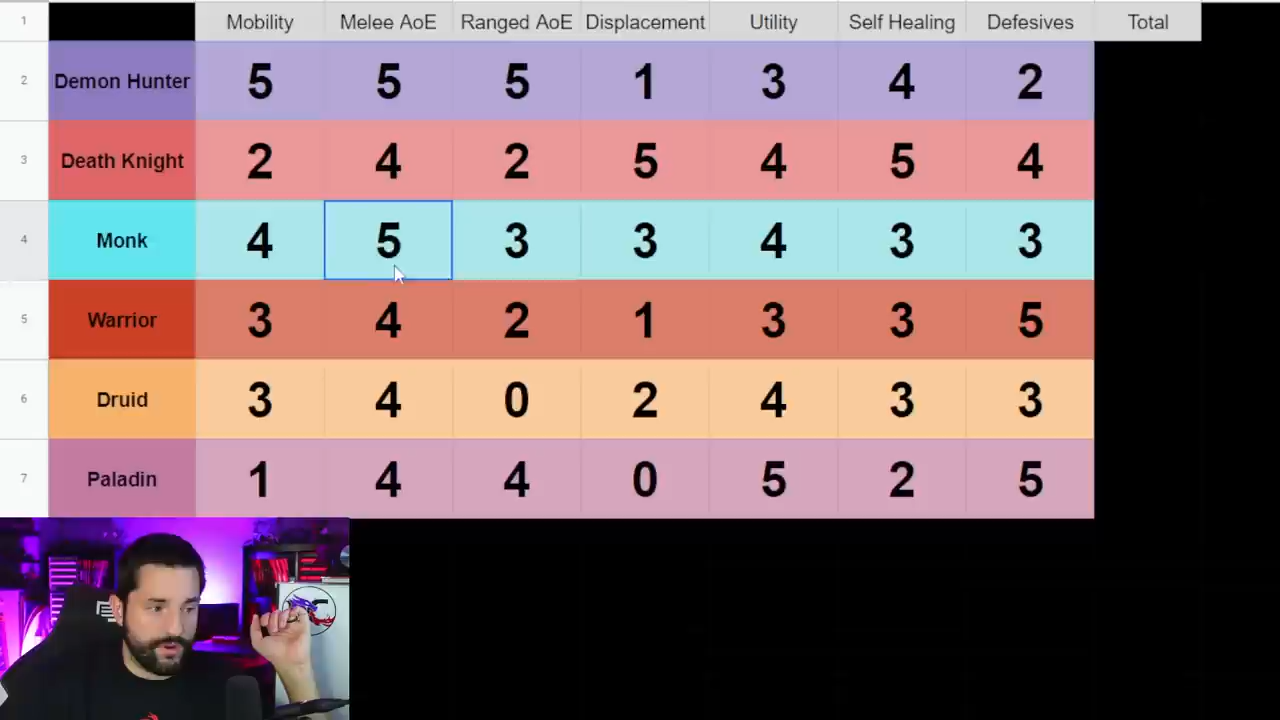 1 Mobility Melee AoE Ranged AoE Displacement Utility Self Healing Defesives Total
2 Demon Hunter 5 5 5 1 3 4 2
3 Death Knight 2 4 2 5 4 5 4
4 Monk 4 5 3 3 4 3 3
5 Warrior 3 4 2 1 3 3 5
6 Druid 3 4 0 2 4 3 3
7 Paladin 1 4 4 0 5 2 5